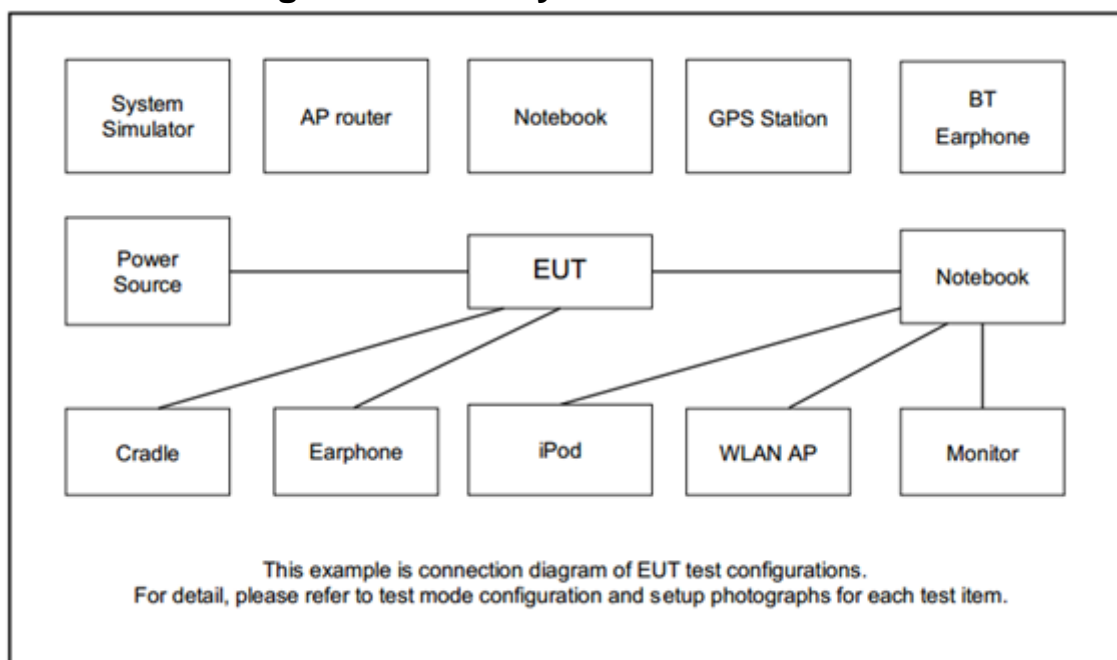 System
Simulator
AP router
Notebook
GPS Station
BT
Earphone
Power
Source
EUT
Notebook
Cradle
Earphone
iPod
WLAN AP
Monitor
This example is connection diagram of EUT test configurations.
For detail, please refer to test mode configuration and setup photographs for each test item.